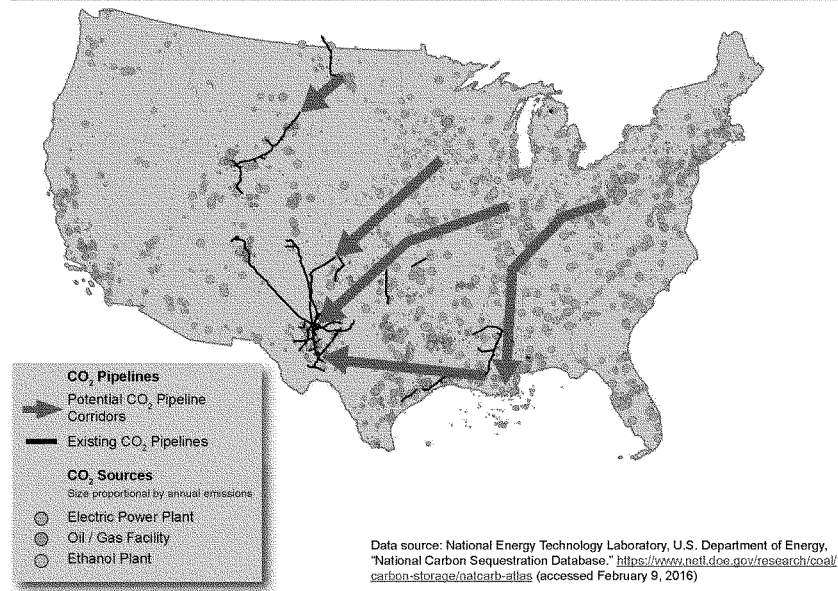 CO₂ Pipelines
Potential CO₂ Pipeline
Corridors
Existing CO₂ Pipelines
CO₂ Sources
Size proportional by annual emissions
Electric Power Plant
Oil / Gas Facility
Ethanol Plant
Data source: National Energy Technology Laboratory, U.S. Department of Energy,
"National Carbon Sequestration Database." https://www.netl.doe.gov/research/coal/
carbon-storage/natcarb-atlas (accessed February 9, 2016)